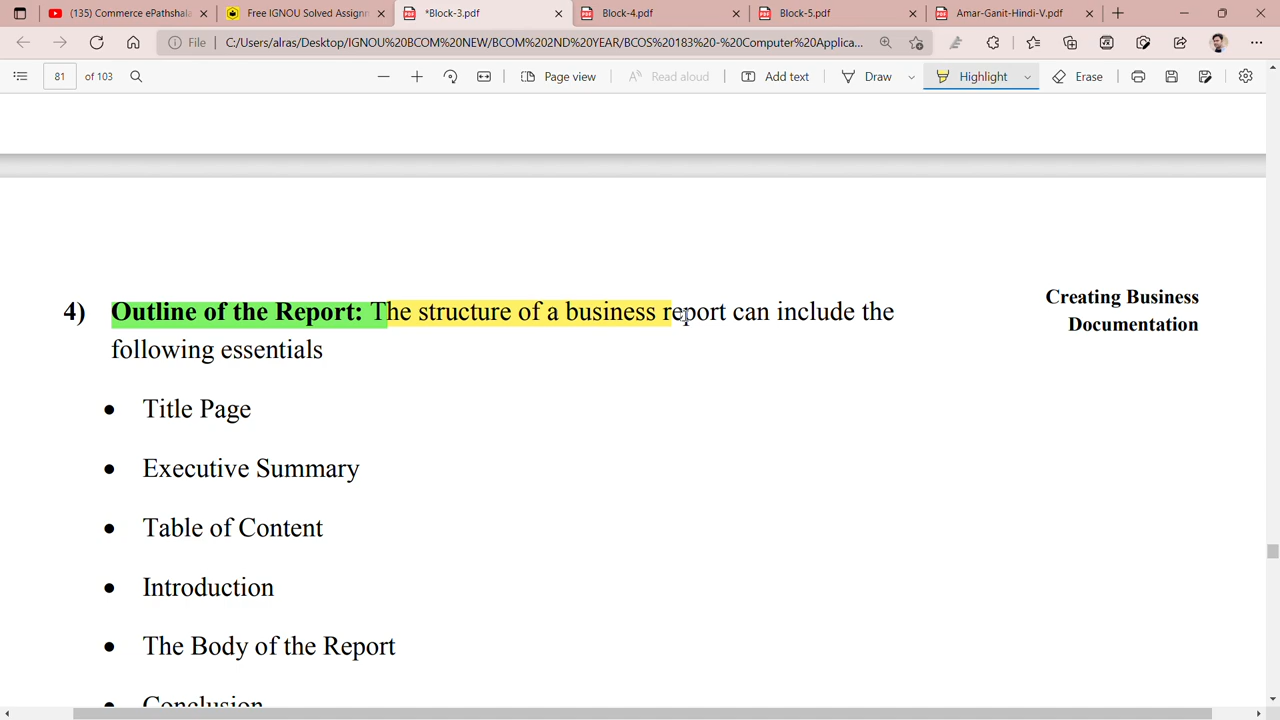 (135) Commerce ePathshala
Free IGNOU Solved Assignm
*Block-3.pdf
Block-4.pdf
Block-5.pdf
Amar-Ganit-Hindi-V.pdf
File
C:/Users/alras/Desktop/IGNOU%20BCOM%20NEW/BCOM%202ND%20YEAR/BCOS%20183%20-%20Computer%20Applica...
81 of 103
Page view
Read aloud
Add text
Draw
Highlight
Erase
Creating Business
Documentation
4) Outline of the Report: The structure of a business report can include the
following essentials
• Title Page
• Executive Summary
• Table of Content
• Introduction
• The Body of the Report
• Conclusion